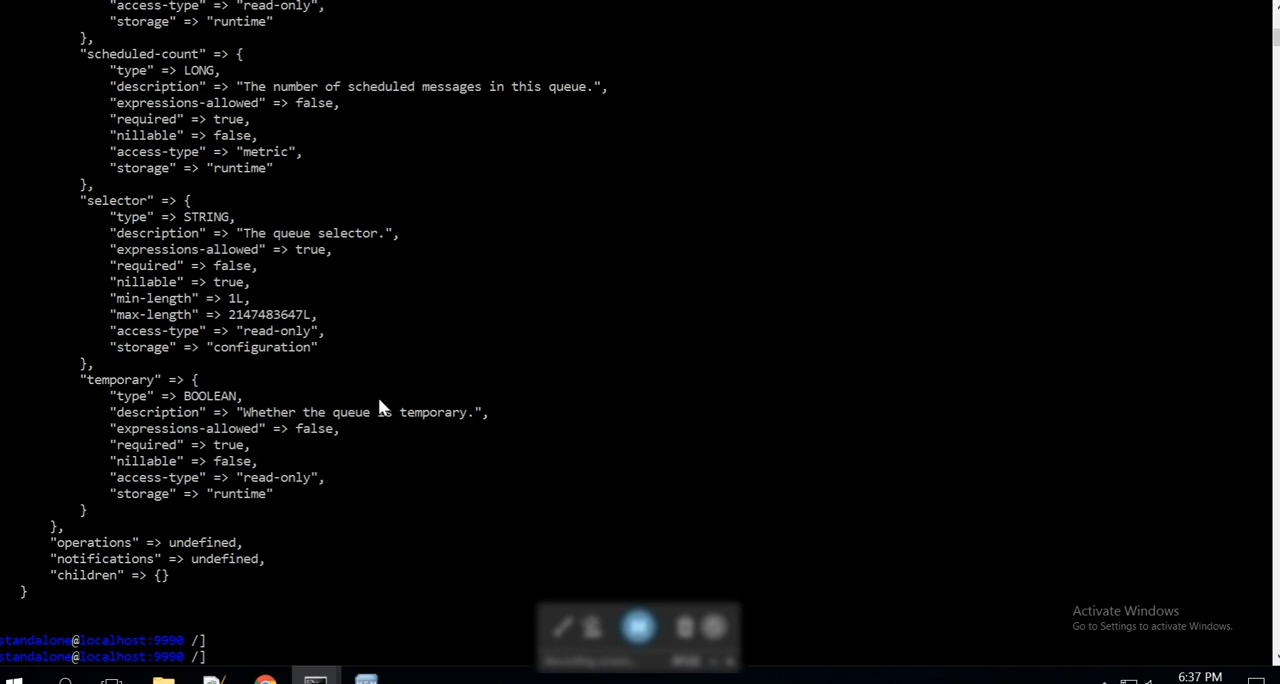 "access-type" => "read-only",
"storage" => "runtime"
},
"scheduled-count" => {
"type" => LONG,
"description" => "The number of scheduled messages in this queue.",
"expressions-allowed" => false,
"required" => true,
"nillable" => false,
"access-type" => "metric",
"storage" => "runtime"
},
"selector" => {
"type" => STRING,
"description" => "The queue selector.",
"expressions-allowed" => true,
"required" => false,
"nillable" => true,
"min-length" => 1L,
"max-length" => 2147483647L,
"access-type" => "read-only",
"storage" => "configuration"
},
"temporary" => {
"type" => BOOLEAN,
"description" => "Whether the queue is temporary.",
"expressions-allowed" => false,
"required" => true,
"nillable" => false,
"access-type" => "read-only",
"storage" => "runtime"
}
},
"operations" => undefined,
"notifications" => undefined,
"children" => {}
}
Activate Windows
Go to Settings to activate Windows.
standalone@localhost:9990 /]
standalone@localhost:9990 /]
6:37 PM